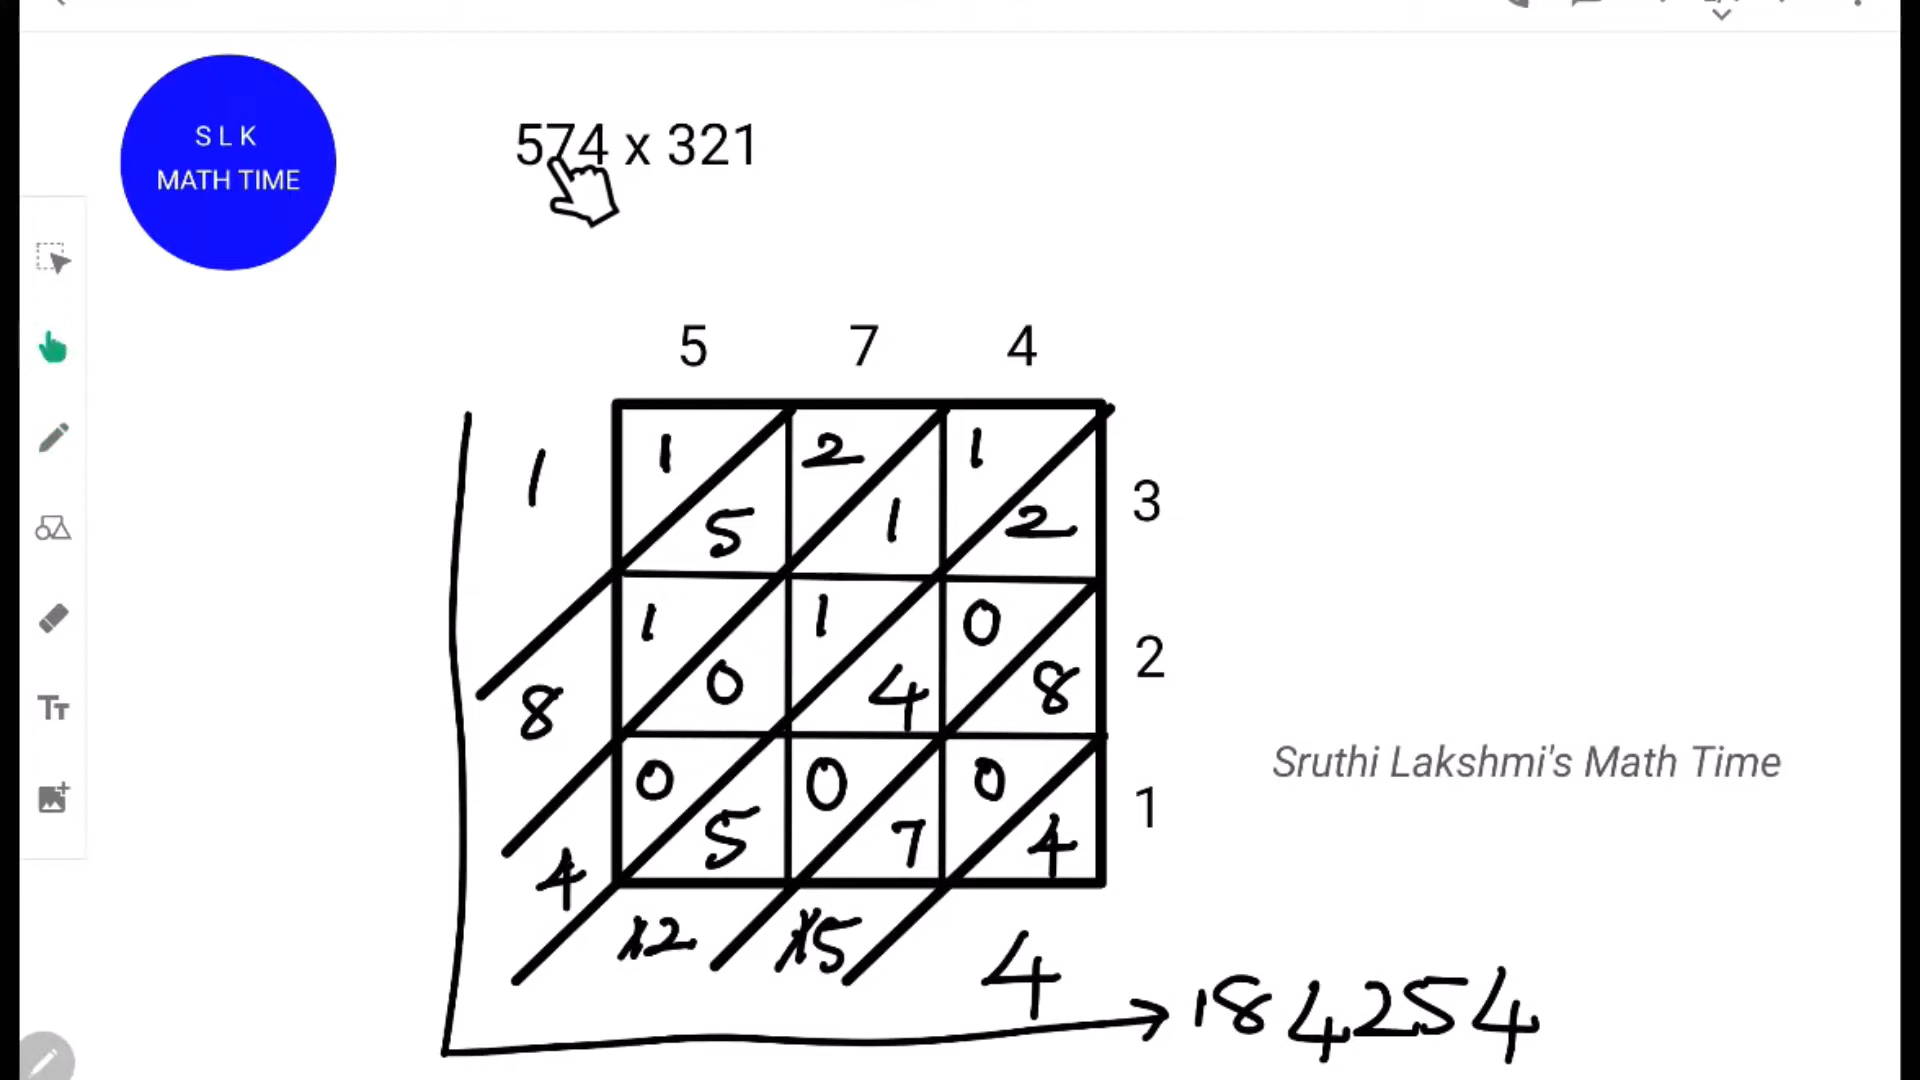 S L K
MATH TIME
574 x 321
5 7 4
1 1 2 1
5 1 2 3
1 1 0
8 0 4 8 2
0 0 0
4 5 7 4 1
12 15 4
184254
Sruthi Lakshmi's Math Time
TT